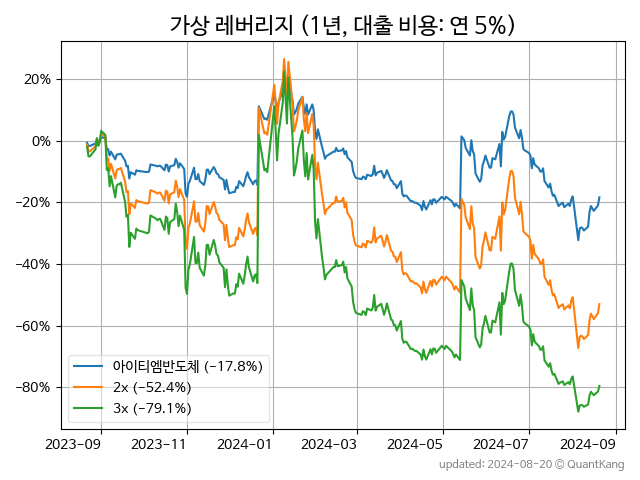 가상 레버리지 (1년, 대출 비용: 연 5%)
20%
0%
−20%
−40%
−60%
−80%
아이티엠반도체 (-17.8%)
2x (-52.4%)
3x (-79.1%)
2023-09 2023-11 2024-01 2024-03 2024-05 2024-07 2024-09
updated: 2024-08-20 © QuantKang